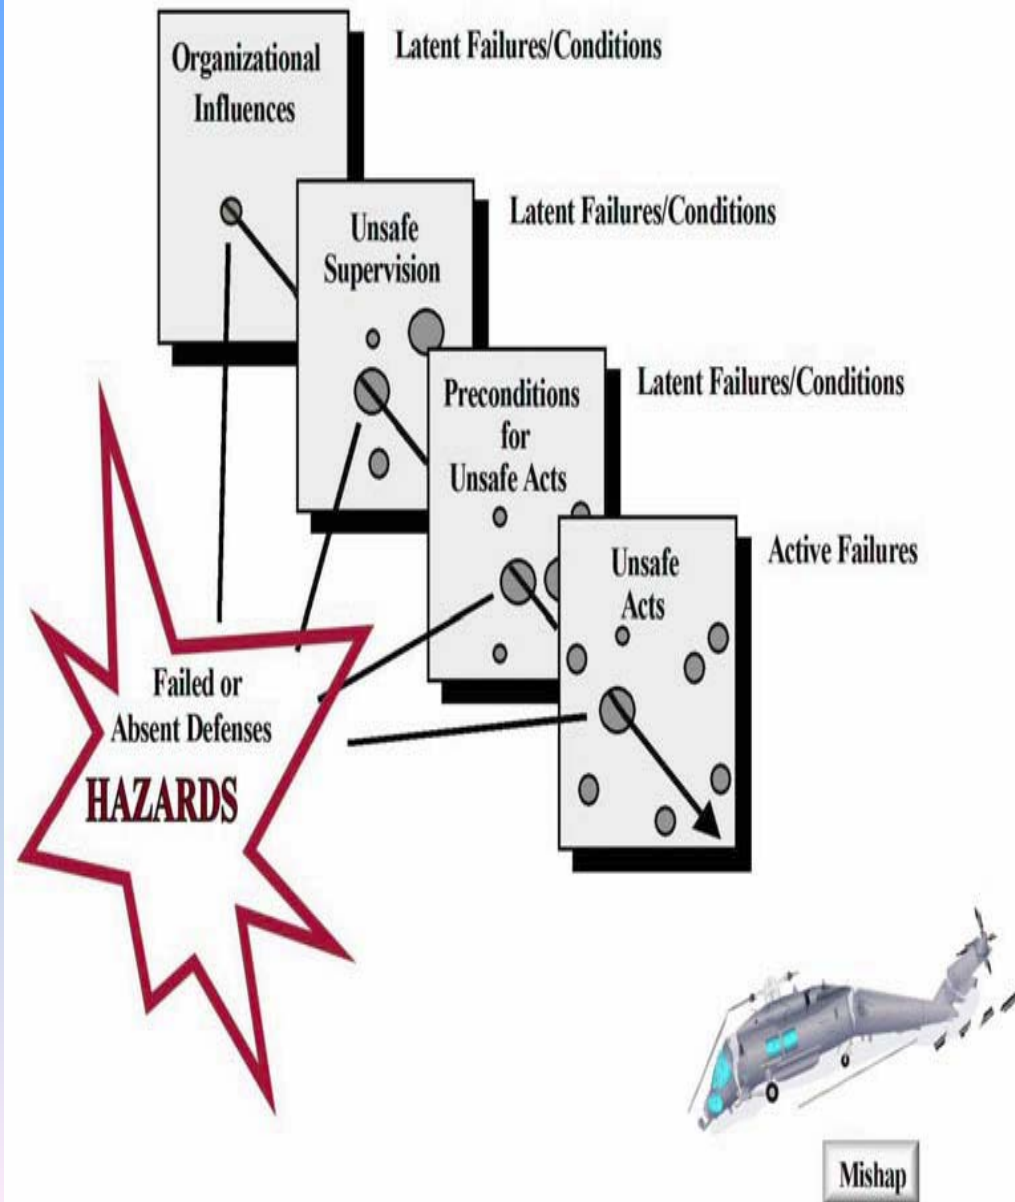 Organizational
Influences
Latent Failures/Conditions
Unsafe
Supervision
Latent Failures/Conditions
Preconditions
for
Unsafe Acts
Latent Failures/Conditions
Unsafe
Acts
Active Failures
Failed or
Absent Defenses
HAZARDS
Mishap